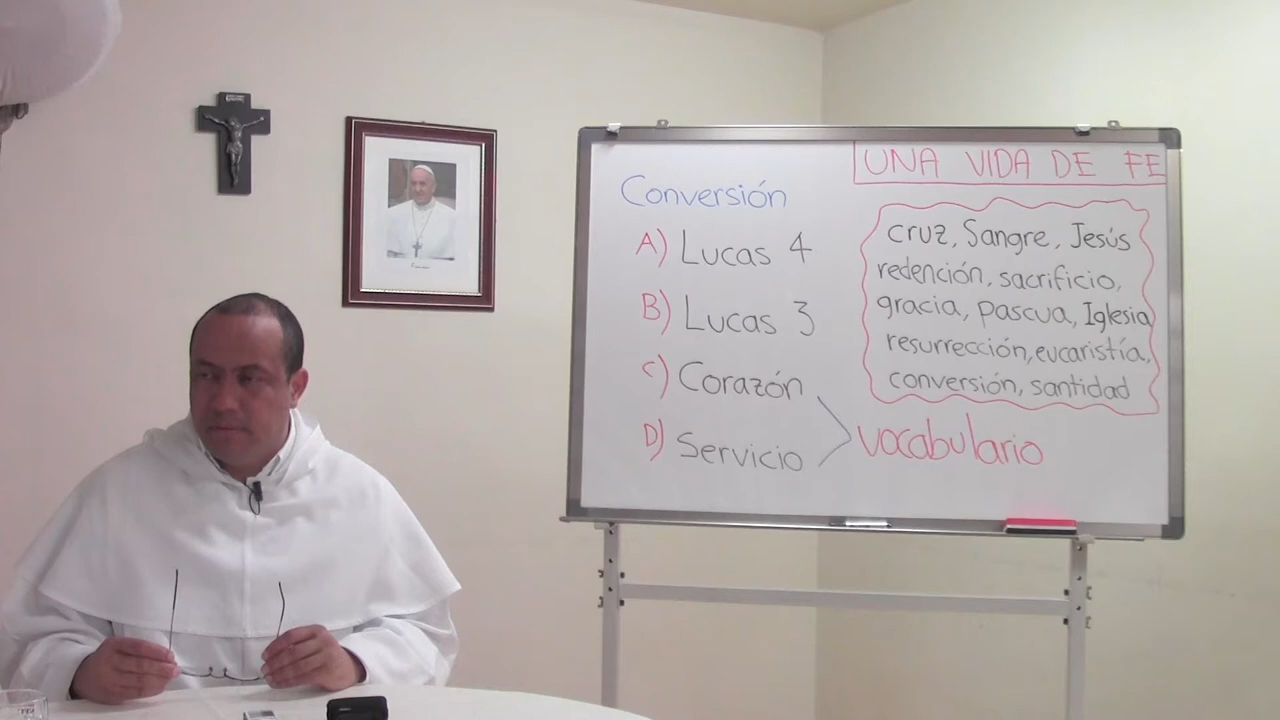 UNA VIDA DE FE
Conversión
A) Lucas 4
B) Lucas 3
C) Corazón
D) Servicio
vocabulario
cruz, Sangre, Jesús
redención, sacrificio,
gracia, pascua, Iglesia
resurrección, eucaristía,
conversión, santidad